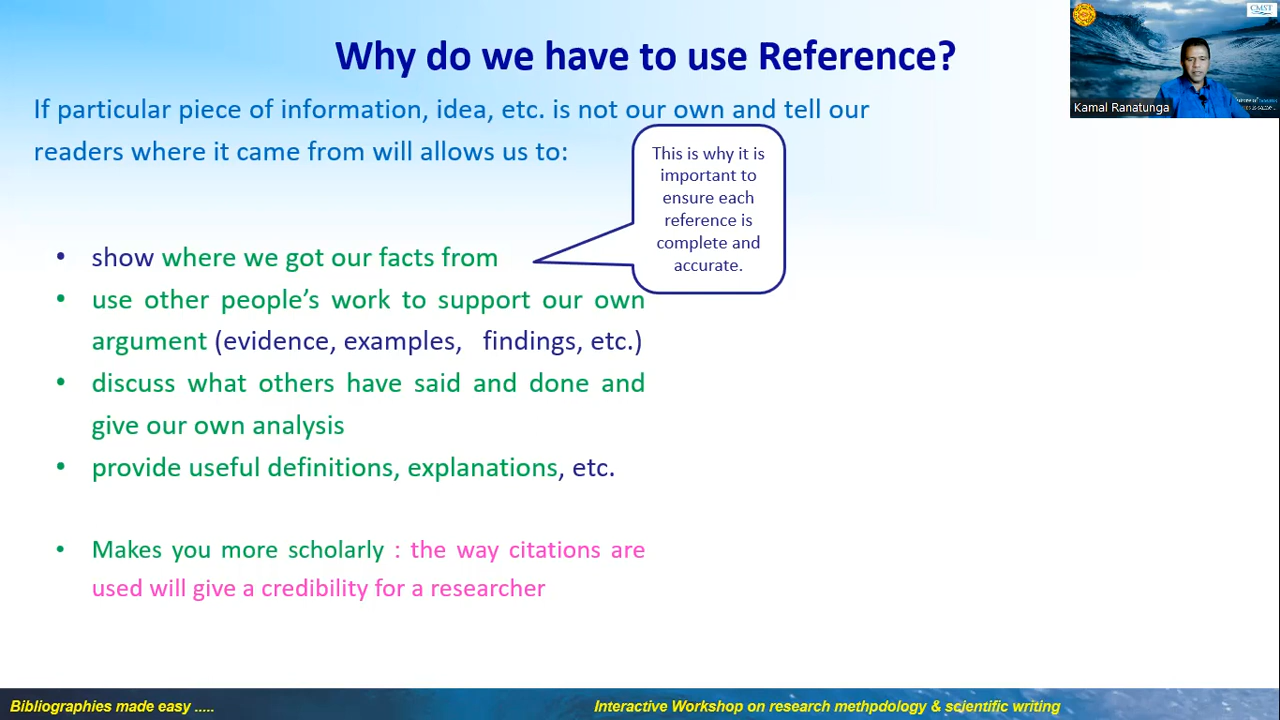 Why do we have to use Reference?
If particular piece of information, idea, etc. is not our own and tell our
readers where it came from will allows us to:
This is why it is
important to
ensure each
reference is
complete and
accurate.
• show where we got our facts from
• use other people’s work to support our own
argument (evidence, examples, findings, etc.)
• discuss what others have said and done and
give our own analysis
• provide useful definitions, explanations, etc.
• Makes you more scholarly : the way citations are
used will give a credibility for a researcher
Kamal Ranatunga
Bibliographies made easy .....
Interactive Workshop on research methpdology & scientific writing